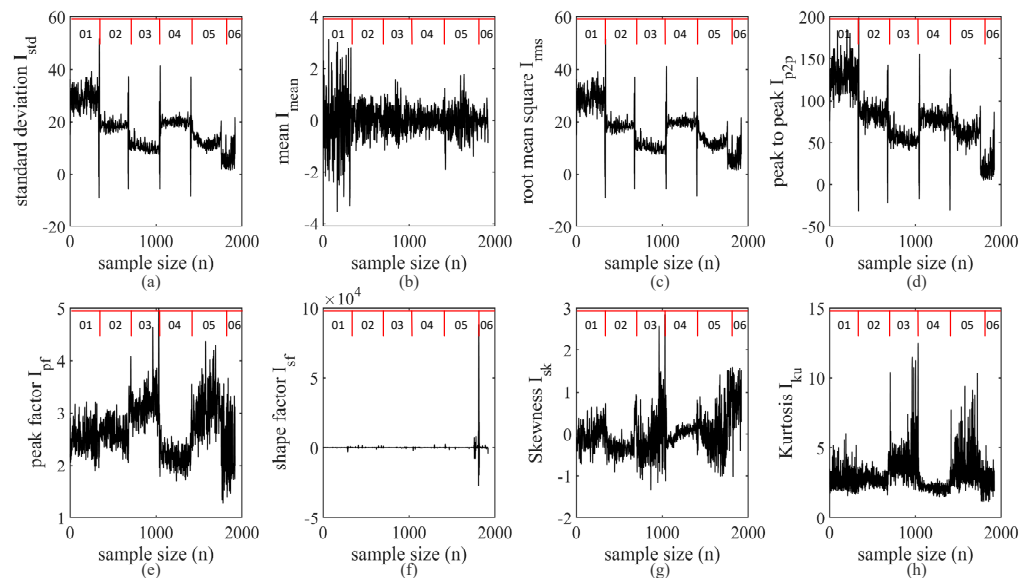 standard deviation I_std
60
40
20
0
-20
01 02 03 04 05 06
0 1000 2000
sample size (n)
(a)
mean I_mean
4
2
0
-2
-4
01 02 03 04 05 06
0 1000 2000
sample size (n)
(b)
root mean square I_rms
60
40
20
0
-20
01 02 03 04 05 06
0 1000 2000
sample size (n)
(c)
peak to peak I_p2p
200
150
100
50
0
-50
01 02 03 04 05 06
0 1000 2000
sample size (n)
(d)
peak factor I_pf
5
4
3
2
1
01 02 03 04 05 06
0 1000 2000
sample size (n)
(e)
shape factor I_sf
×10^4
10
5
0
-5
01 02 03 04 05 06
0 1000 2000
sample size (n)
(f)
Skewness I_sk
3
2
1
0
-1
-2
01 02 03 04 05 06
0 1000 2000
sample size (n)
(g)
Kurtosis I_ku
15
10
5
0
01 02 03 04 05 06
0 1000 2000
sample size (n)
(h)